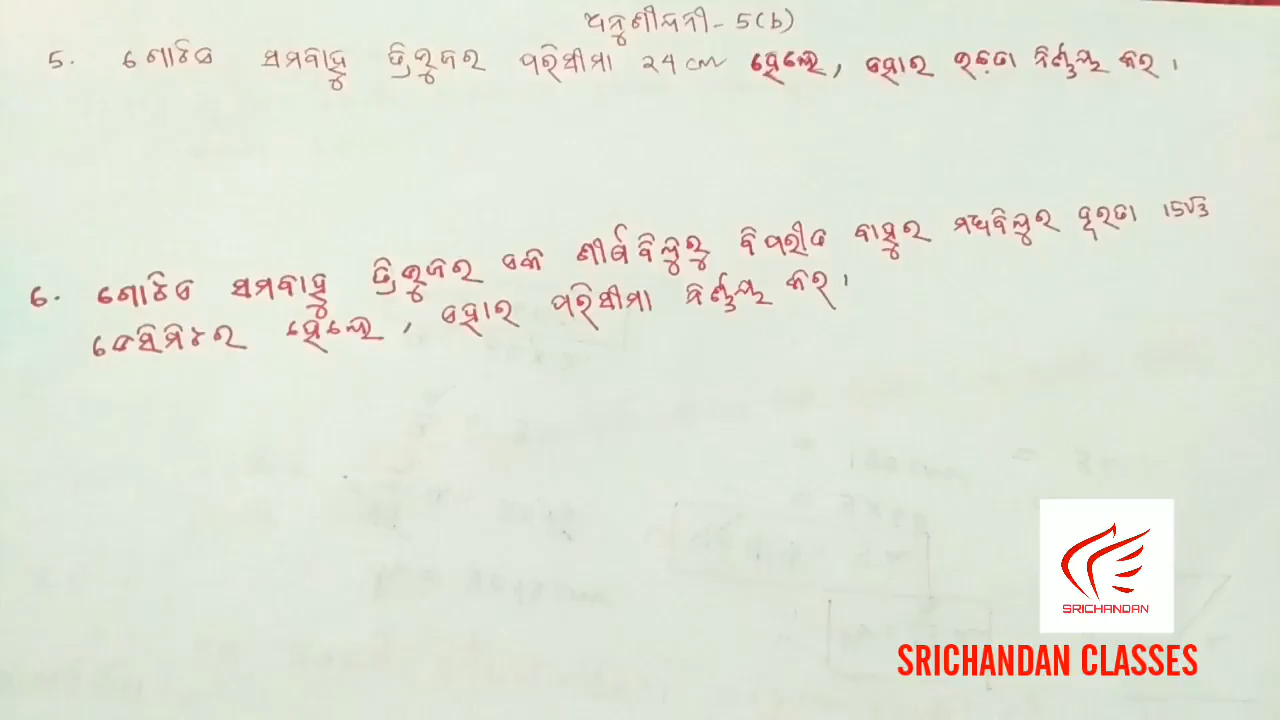 ଅନୁଶୀଳନୀ - 5(b)
5. ଗୋଟିଏ ସମବାହୁ ତ୍ରିଭୁଜର ପରିସୀମା 24 cm ହେଲେ, ତାହାର ଉଚ୍ଚତା ନିର୍ଣ୍ଣୟ କର ।
6. ଗୋଟିଏ ସମବାହୁ ତ୍ରିଭୁଜର ଏକ ଶୀର୍ଷ ବିନ୍ଦୁରୁ ବିପରୀତ ବାହୁର ମଧ୍ୟବିନ୍ଦୁର ଦୂରତା 15√3
ଡେସିମିଟର ହେଲେ, ତାହାର ପରିସୀମା ନିର୍ଣ୍ଣୟ କର ।
SRICHANDAN
SRICHANDAN CLASSES